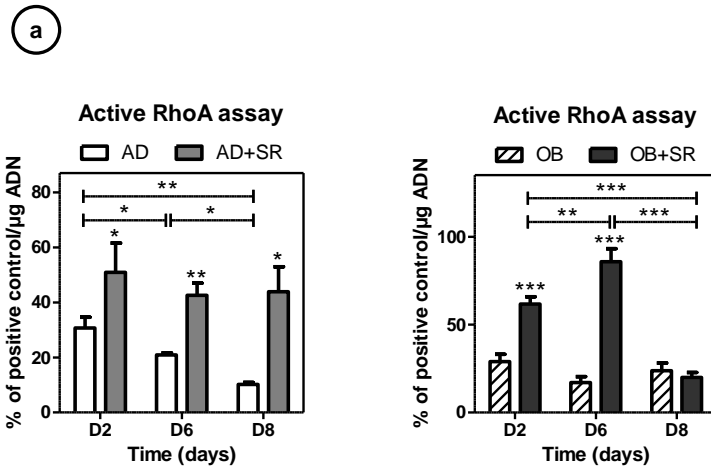 a
Active RhoA assay
AD AD+SR
% of positive control/µg ADN
80
60
40
20
0
**
* *
* ** *
D2 D6 D8
Time (days)
Active RhoA assay
OB OB+SR
% of positive control/µg ADN
100
50
0
***
** ***
*** ***
D2 D6 D8
Time (days)